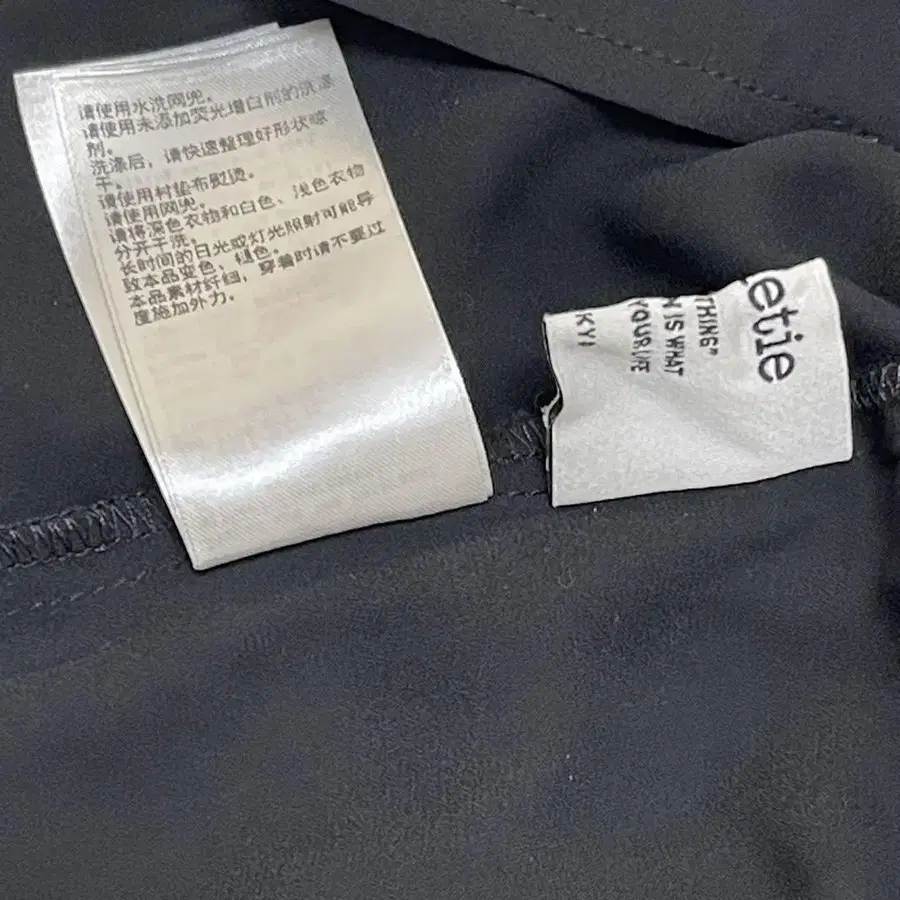 请使用水洗网兜。
请使用未添加荧光增白剂的洗涤
剂。
洗涤后，请快速整理好形状晾
干。
请使用衬垫布熨烫。
请使用网兜。
请将深色衣物和白色、浅色衣物
分开干洗。
长时间的日光或灯光照射可能导
致本品变色、褪色。
本品素材纤细，穿着时请不要过
度施加外力。
etie
THING"
N IS WHAT
YOUR LIFE
KY!